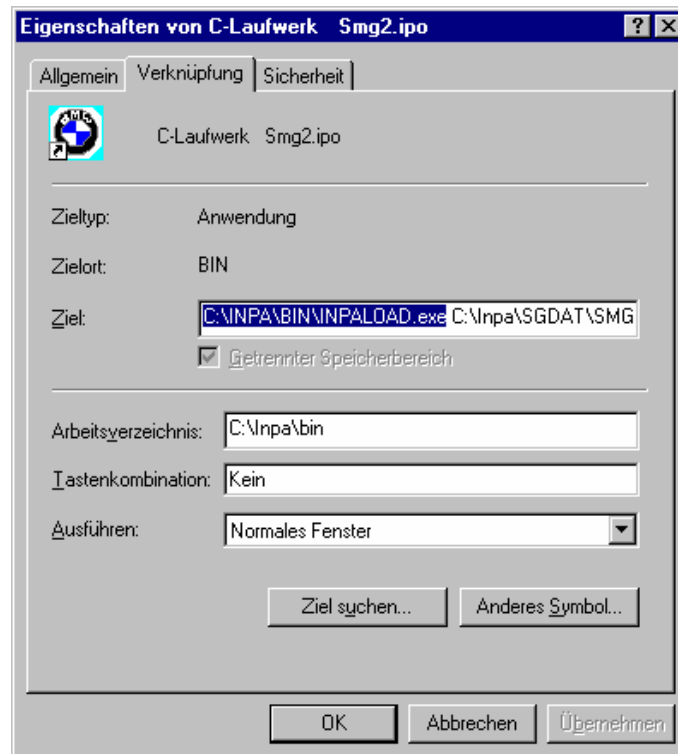 Eigenschaften von C-Laufwerk Smg2.ipo
Allgemein Verknüpfung Sicherheit
C-Laufwerk Smg2.ipo
Zieltyp: Anwendung
Zielort: BIN
Ziel: C:\INPA\BIN\INPALOAD.exe C:\Inpa\SGDAT\SMG
Getrennter Speicherbereich
Arbeitsverzeichnis: C:\Inpa\bin
Tastenkombination: Kein
Ausführen: Normales Fenster
Ziel suchen... Anderes Symbol...
OK Abbrechen Übernehmen